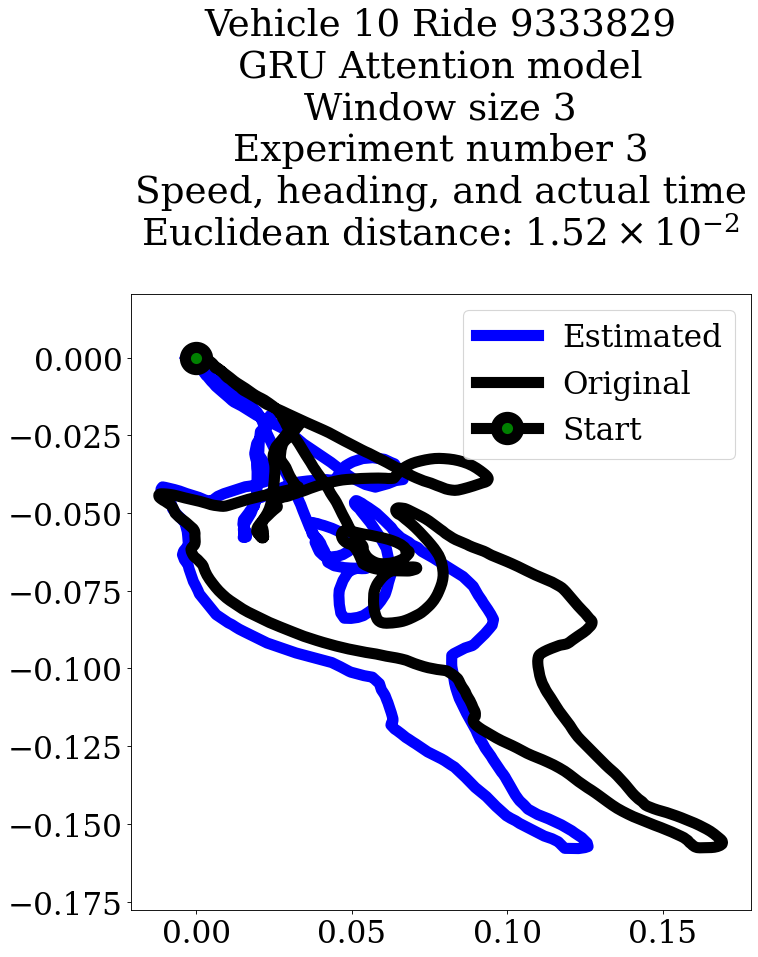 Vehicle 10 Ride 9333829
GRU Attention model
Window size 3
Experiment number 3
Speed, heading, and actual time
Euclidean distance: 1.52 × 10⁻²
Estimated
Original
Start
0.000
−0.025
−0.050
−0.075
−0.100
−0.125
−0.150
−0.175
0.00 0.05 0.10 0.15